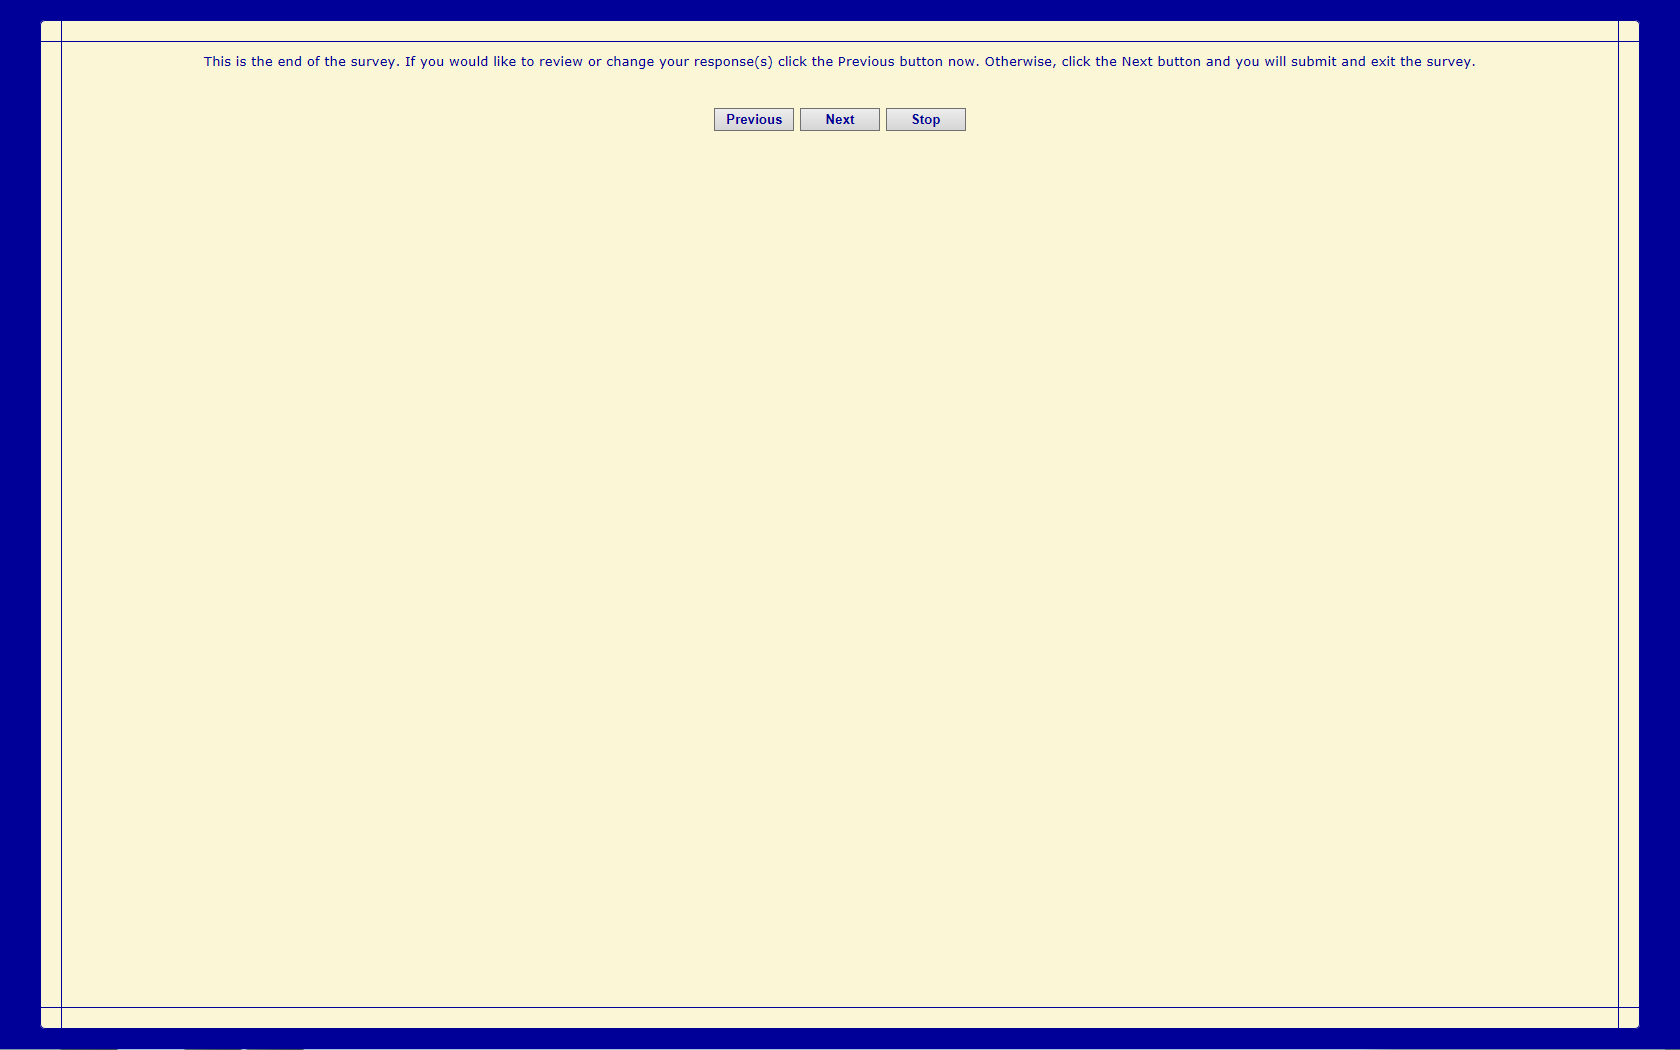 This is the end of the survey. If you would like to review or change your response(s) click the Previous button now. Otherwise, click the Next button and you will submit and exit the survey.
Previous Next Stop